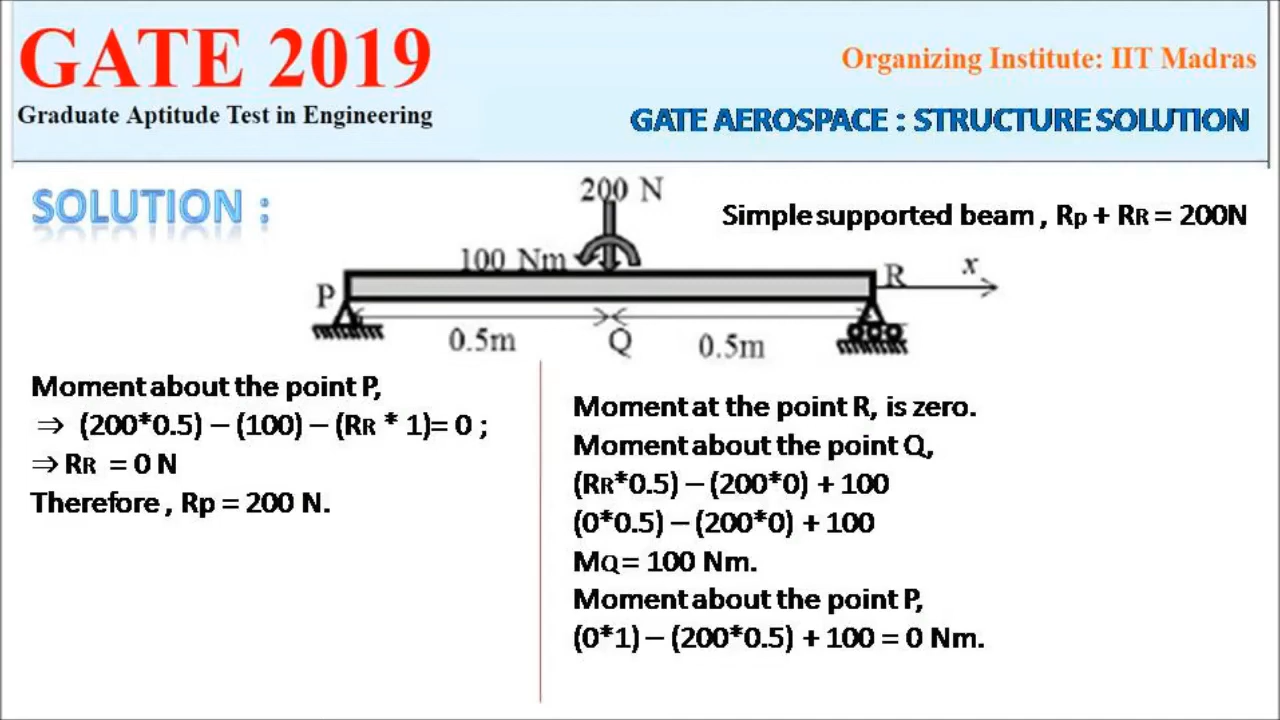 GATE 2019
Graduate Aptitude Test in Engineering
Organizing Institute: IIT Madras
GATE AEROSPACE : STRUCTURE SOLUTION
SOLUTION :
200 N
Simple supported beam , Rp + RR = 200N
100 Nm
P
R
x
0.5m
Q
0.5m
Moment about the point P,
⇒ (200*0.5) – (100) – (RR * 1)= 0 ;
⇒ RR = 0 N
Therefore , Rp = 200 N.
Moment at the point R, is zero.
Moment about the point Q,
(RR*0.5) – (200*0) + 100
(0*0.5) – (200*0) + 100
MQ = 100 Nm.
Moment about the point P,
(0*1) – (200*0.5) + 100 = 0 Nm.